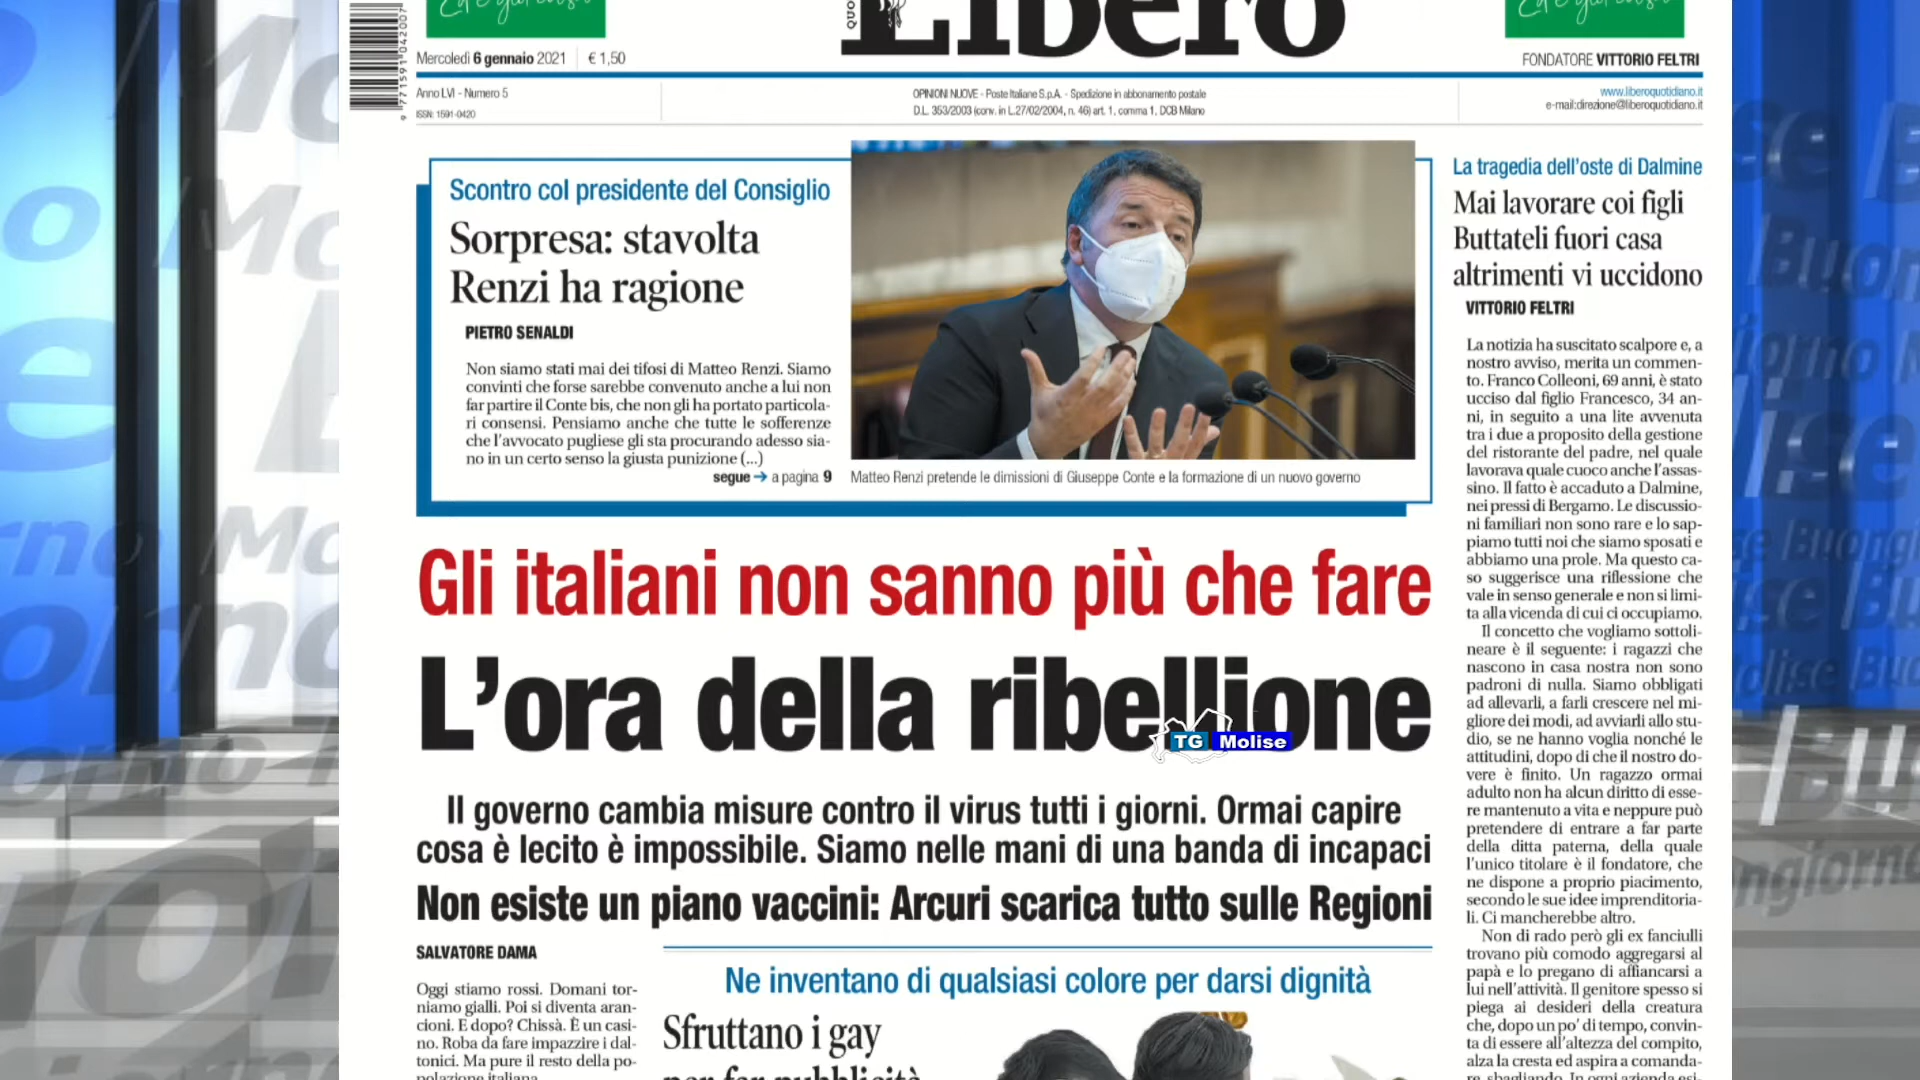 Libero
Mercoledì 6 gennaio 2021 € 1,50
FONDATORE VITTORIO FELTRI
Anno LVI - Numero 5
ISSN: 1591-0420
OPINIONI NUOVE - Poste Italiane S.p.A. - Spedizione in abbonamento postale
D.L. 353/2003 (conv. in L.27/02/2004, n. 46) art. 1, comma 1, DCB Milano
www.liberoquotidiano.it
e-mail:direzione@liberoquotidiano.it
9 771591 042007
Scontro col presidente del Consiglio
Sorpresa: stavolta
Renzi ha ragione
PIETRO SENALDI
Non siamo stati mai dei tifosi di Matteo Renzi. Siamo
convinti che forse sarebbe convenuto anche a lui non
far partire il Conte bis, che non gli ha portato particola-
ri consensi. Pensiamo anche che tutte le sofferenze
che l'avvocato pugliese gli sta procurando adesso sia-
no in un certo senso la giusta punizione (...)
segue → a pagina 9
Matteo Renzi pretende le dimissioni di Giuseppe Conte e la formazione di un nuovo governo
Gli italiani non sanno più che fare
L'ora della ribellione
TG Molise
Il governo cambia misure contro il virus tutti i giorni. Ormai capire
cosa è lecito è impossibile. Siamo nelle mani di una banda di incapaci
Non esiste un piano vaccini: Arcuri scarica tutto sulle Regioni
SALVATORE DAMA
Oggi stiamo rossi. Domani tor-
niamo gialli. Poi si diventa aran-
cioni. E dopo? Chissà. È un casi-
no. Roba da fare impazzire i dal-
tonici. Ma pure il resto della po-
polazione italiana
Ne inventano di qualsiasi colore per darsi dignità
Sfruttano i gay
per far pubblicità
La tragedia dell'oste di Dalmine
Mai lavorare coi figli
Buttateli fuori casa
altrimenti vi uccidono
VITTORIO FELTRI
La notizia ha suscitato scalpore e, a
nostro avviso, merita un commen-
to. Franco Colleoni, 69 anni, è stato
ucciso dal figlio Francesco, 34 an-
ni, in seguito a una lite avvenuta
tra i due a proposito della gestione
del ristorante del padre, nel quale
lavorava quale cuoco anche l'assas-
sino. Il fatto è accaduto a Dalmine,
nei pressi di Bergamo. Le discussio-
ni familiari non sono rare e lo sap-
piamo tutti noi che siamo sposati e
abbiamo una prole. Ma questo ca-
so suggerisce una riflessione che
vale in senso generale e non si limi-
ta alla vicenda di cui ci occupiamo.
Il concetto che vogliamo sottoli-
neare è il seguente: i ragazzi che
nascono in casa nostra non sono
padroni di nulla. Siamo obbligati
ad allevarli, a farli crescere nel mi-
gliore dei modi, ad avviarli allo stu-
dio, se ne hanno voglia nonché le
attitudini, dopo di che il nostro do-
vere è finito. Un ragazzo ormai
adulto non ha alcun diritto di esse-
re mantenuto a vita e neppure può
pretendere di entrare a far parte
della ditta paterna, della quale
l'unico titolare è il fondatore, che
ne dispone a proprio piacimento,
secondo le sue idee imprenditoria-
li. Ci mancherebbe altro.
Non di rado però gli ex fanciulli
trovano più comodo aggregarsi al
papà e lo pregano di affiancarsi a
lui nell'attività. Il genitore spesso si
piega ai desideri della creatura
che, dopo un po' di tempo, convin-
ta di essere all'altezza del compito,
alza la cresta ed aspira a comanda-
re, sbagliando. In ogni azienda esi-